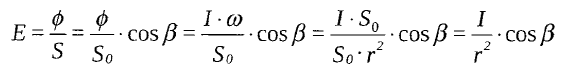 E = ϕ/S = ϕ/S₀ · cos β = I · ω/S₀ · cos β = I · S₀/S₀ · r² · cos β = I/r² · cos β